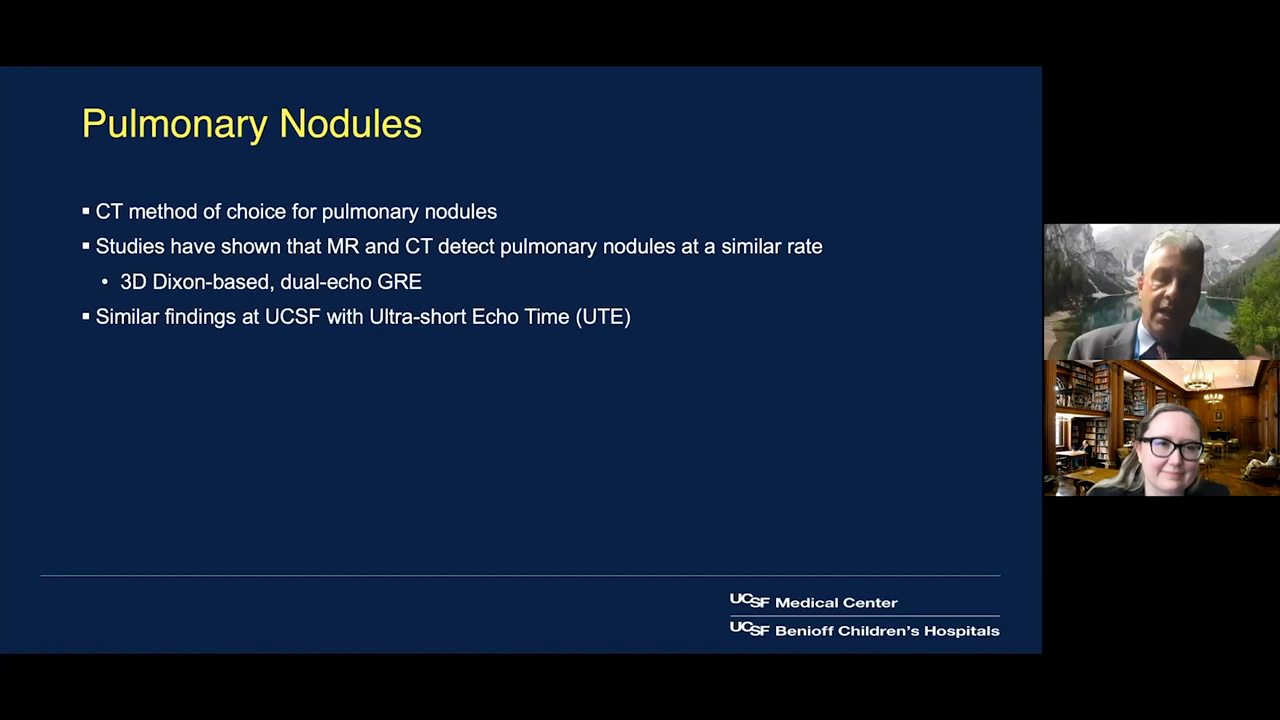 Pulmonary Nodules
▪ CT method of choice for pulmonary nodules
▪ Studies have shown that MR and CT detect pulmonary nodules at a similar rate
• 3D Dixon-based, dual-echo GRE
▪ Similar findings at UCSF with Ultra-short Echo Time (UTE)
UCSF Medical Center
UCSF Benioff Children's Hospitals